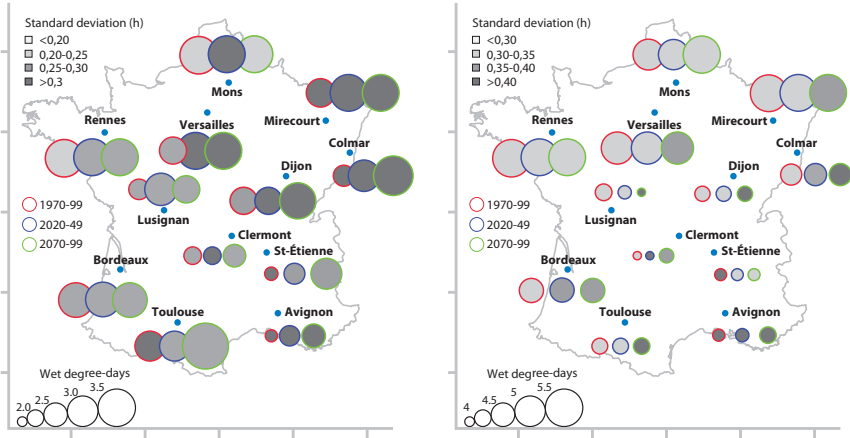 Standard deviation (h)
<0,20
0,20-0,25
0,25-0,30
>0,3
Mons
Rennes
Versailles
Mirecourt
Colmar
Dijon
1970-99
2020-49
2070-99
Lusignan
Clermont
St-Étienne
Bordeaux
Toulouse
Avignon
Wet degree-days
2.0 2.5 3.0 3.5
Standard deviation (h)
<0,30
0,30-0,35
0,35-0,40
>0,40
Mons
Rennes
Versailles
Mirecourt
Colmar
Dijon
1970-99
2020-49
2070-99
Lusignan
Clermont
St-Étienne
Bordeaux
Toulouse
Avignon
Wet degree-days
4 4.5 5 5.5